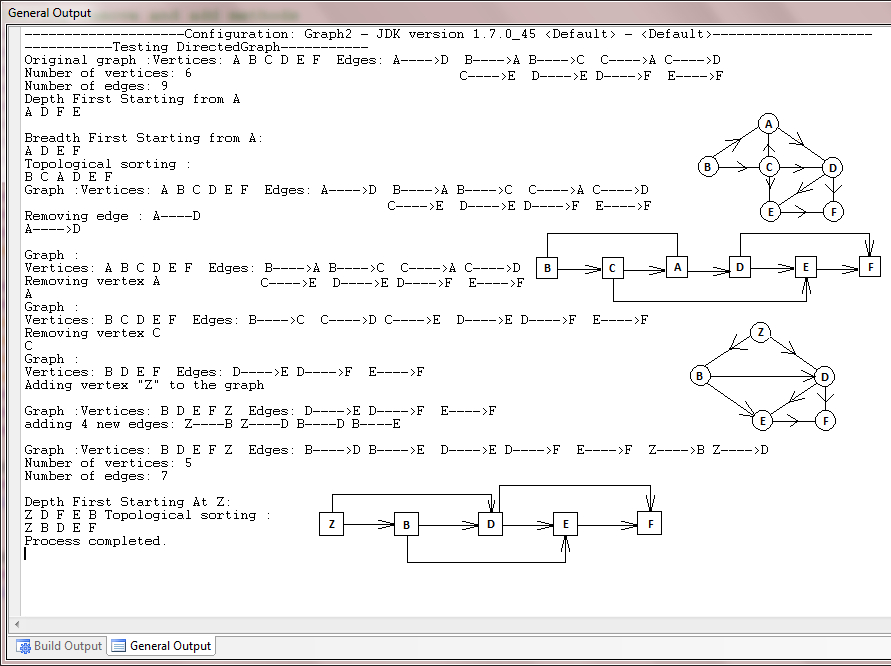 General Output
--------------------Configuration: Graph2 - JDK version 1.7.0_45 <Default> - <Default>--------------------
-----------Testing DirectedGraph-----------
Original graph :Vertices: A B C D E F  Edges: A---->D  B---->A B---->C  C---->A C---->D
C---->E  D---->E D---->F  E---->F
Number of vertices: 6
Number of edges: 9
Depth First Starting from A
A D F E
Breadth First Starting from A:
A D E F
Topological sorting :
B C A D E F
Graph :Vertices: A B C D E F  Edges: A---->D  B---->A B---->C  C---->A C---->D
C---->E  D---->E D---->F  E---->F
Removing edge : A----D
A---->D
Graph :
Vertices: A B C D E F  Edges: B---->A B---->C  C---->A C---->D
C---->E  D---->E D---->F  E---->F
Removing vertex A
A
Graph :
Vertices: B C D E F  Edges: B---->C  C---->D C---->E  D---->E D---->F  E---->F
Removing vertex C
C
Graph :
Vertices: B D E F  Edges: D---->E D---->F  E---->F
Adding vertex "Z" to the graph
Graph :Vertices: B D E F Z  Edges: D---->E D---->F  E---->F
adding 4 new edges: Z----B Z----D B----D B----E
Graph :Vertices: B D E F Z  Edges: B---->D B---->E  D---->E D---->F  E---->F  Z---->B Z---->D
Number of vertices: 5
Number of edges: 7
Depth First Starting At Z:
Z D F E B Topological sorting :
Z B D E F
Process completed.
A
B C D
E F
B C A D E F
Z
B D
E F
Z B D E F
Build Output General Output